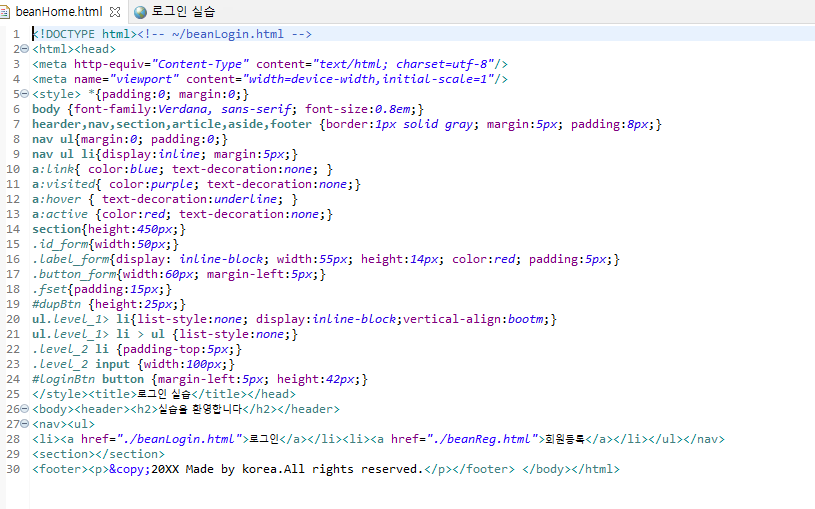 beanHome.html 로그인 실습
1 <!DOCTYPE html><!-- ~/beanLogin.html -->
2 <html><head>
3 <meta http-equiv="Content-Type" content="text/html; charset=utf-8"/>
4 <meta name="viewport" content="width=device-width,initial-scale=1"/>
5 <style> *{padding:0; margin:0;}
6 body {font-family:Verdana, sans-serif; font-size:0.8em;}
7 hearder,nav,section,article,aside,footer {border:1px solid gray; margin:5px; padding:8px;}
8 nav ul{margin:0; padding:0;}
9 nav ul li{display:inline; margin:5px;}
10 a:link{ color:blue; text-decoration:none; }
11 a:visited{ color:purple; text-decoration:none;}
12 a:hover { text-decoration:underline; }
13 a:active {color:red; text-decoration:none;}
14 section{height:450px;}
15 .id_form{width:50px;}
16 .label_form{display: inline-block; width:55px; height:14px; color:red; padding:5px;}
17 .button_form{width:60px; margin-left:5px;}
18 .fset{padding:15px;}
19 #dupBtn {height:25px;}
20 ul.level_1> li{list-style:none; display:inline-block;vertical-align:bootm;}
21 ul.level_1> li > ul {list-style:none;}
22 .level_2 li {padding-top:5px;}
23 .level_2 input {width:100px;}
24 #loginBtn button {margin-left:5px; height:42px;}
25 </style><title>로그인 실습</title></head>
26 <body><header><h2>실습을 환영합니다</h2></header>
27 <nav><ul>
28 <li><a href="./beanLogin.html">로그인</a></li><li><a href="./beanReg.html">회원등록</a></li></ul></nav>
29 <section></section>
30 <footer><p>&copy;20XX Made by korea.All rights reserved.</p></footer> </body></html>